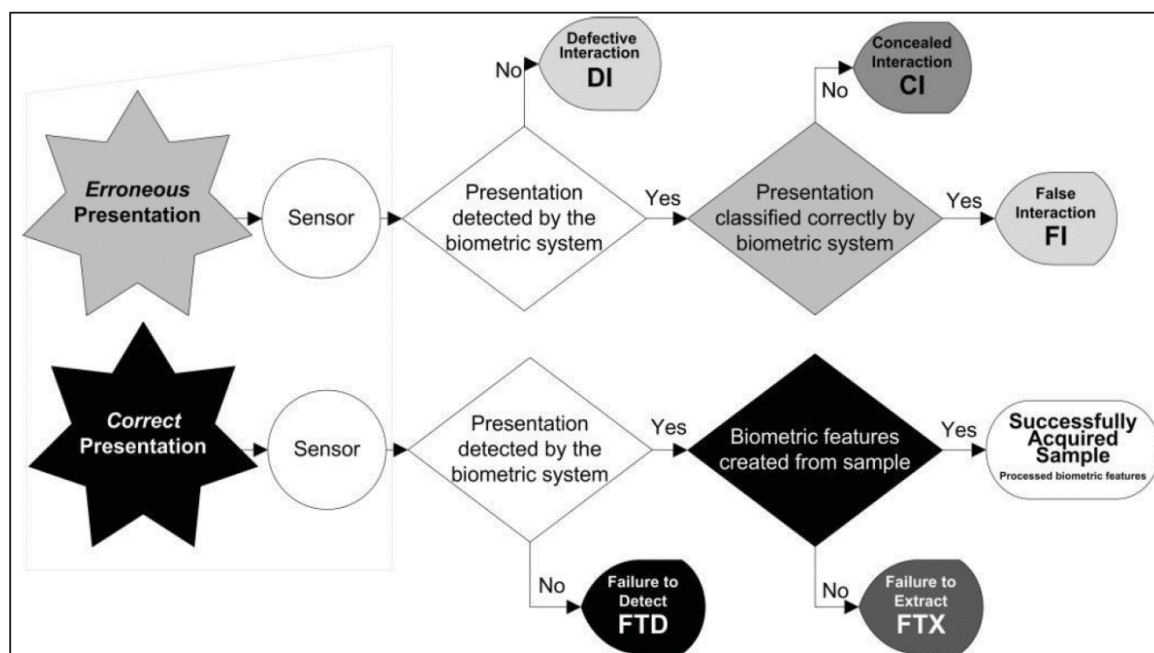 Defective
Interaction
DI
No
Concealed
Interaction
CI
No
Erroneous
Presentation
Sensor
Presentation
detected by the
biometric system
Yes
Presentation
classified correctly by
biometric system
Yes
False
Interaction
FI
Correct
Presentation
Sensor
Presentation
detected by the
biometric system
Yes
Biometric features
created from sample
Yes
Successfully
Acquired
Sample
Processed biometric features
No
Failure to
Detect
FTD
No
Failure to
Extract
FTX